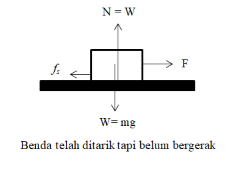 N = W
fs
F
W= mg
Benda telah ditarik tapi belum bergerak